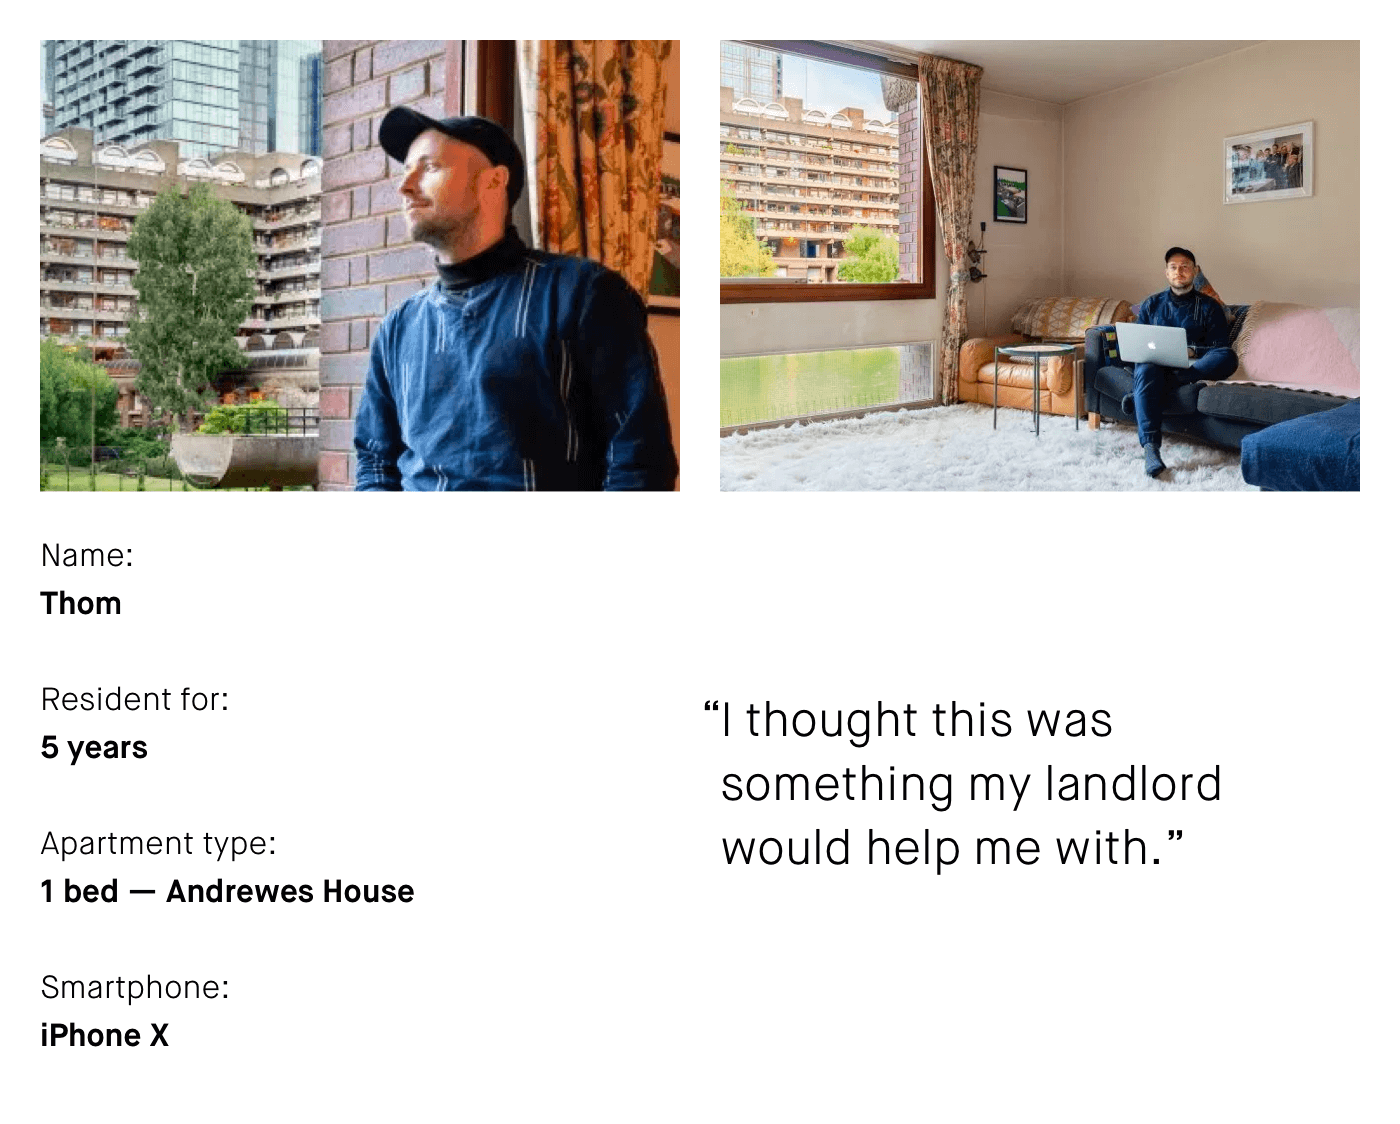 Name:
Thom
Resident for:
5 years
Apartment type:
1 bed — Andrewes House
Smartphone:
iPhone X
“I thought this was
something my landlord
would help me with.”